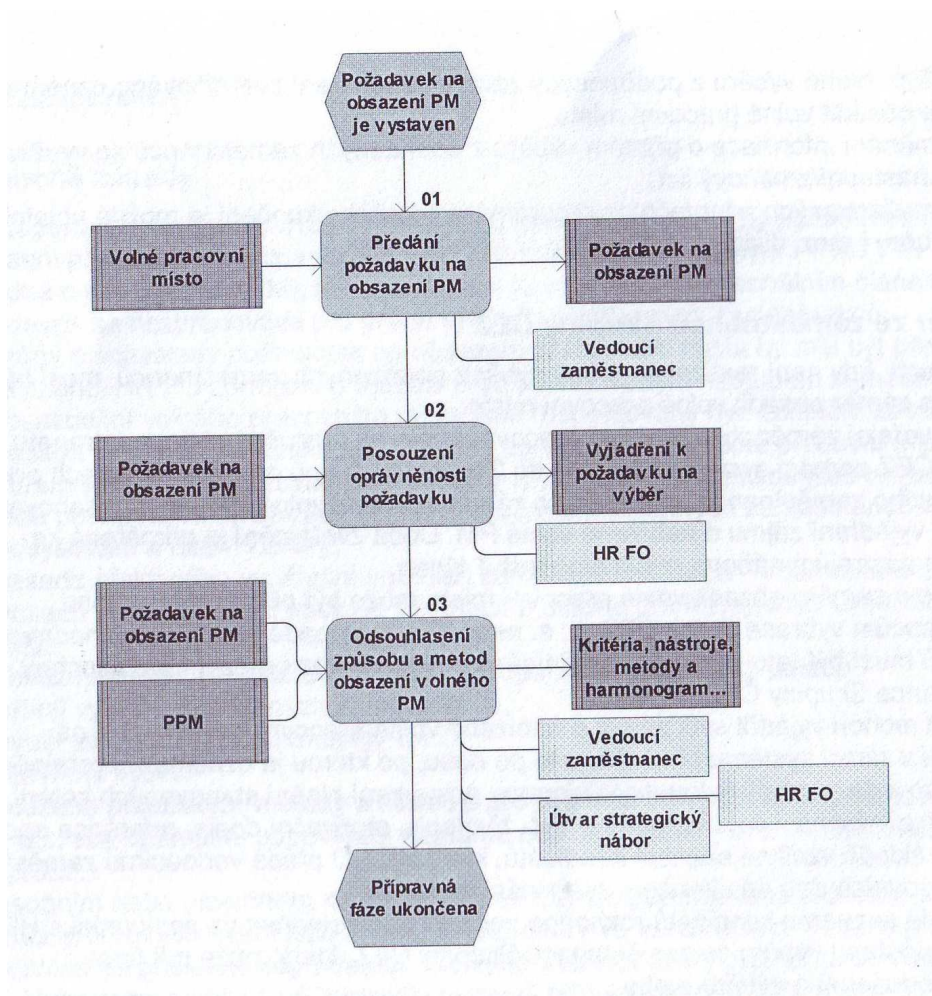 Požadavek na
obsazení PM
je vystaven
01
Volné pracovní
místo
Předání
požadavku na
obsazení PM
Požadavek na
obsazení PM
Vedoucí
zaměstnanec
02
Požadavek na
obsazení PM
Posouzení
oprávněnosti
požadavku
Vyjádření k
požadavku na
výběr
HR FO
03
Požadavek na
obsazení PM
PPM
Odsouhlasení
způsobu a metod
obsazení volného
PM
Kritéria, nástroje,
metody a
harmonogram...
Vedoucí
zaměstnanec
HR FO
Útvar strategický
nábor
Přípravná
fáze ukončena